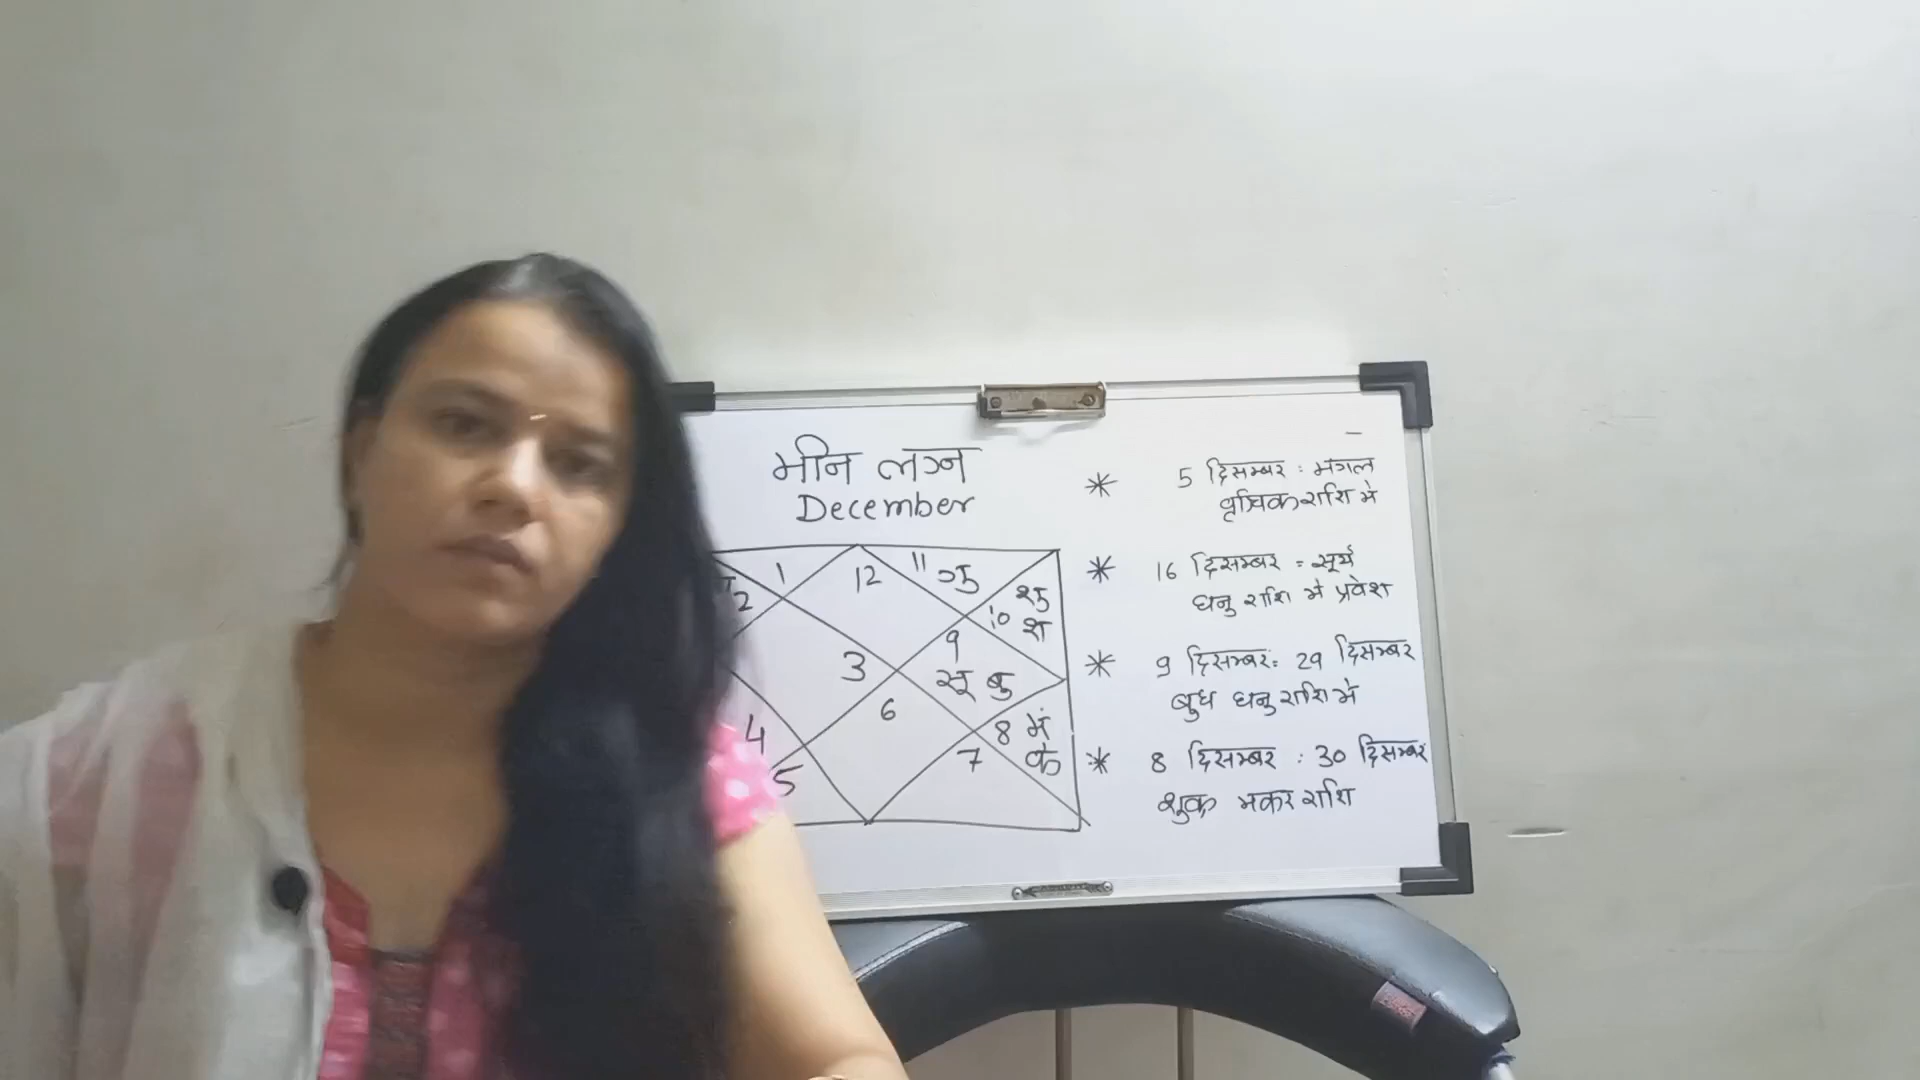 मीन लग्न
December
* 5 दिसम्बर : मंगल
वृश्चिक राशि में
* 16 दिसम्बर = सूर्य
धनु राशि में प्रवेश
* 9 दिसम्बर: 29 दिसम्बर
बुध धनु राशि में
* 8 दिसम्बर : 30 दिसम्बर
शुक्र मकर राशि
1
12
11 गु
2
10 शु
श
9
सू बु
3
6
8 मं
के
4
7
5